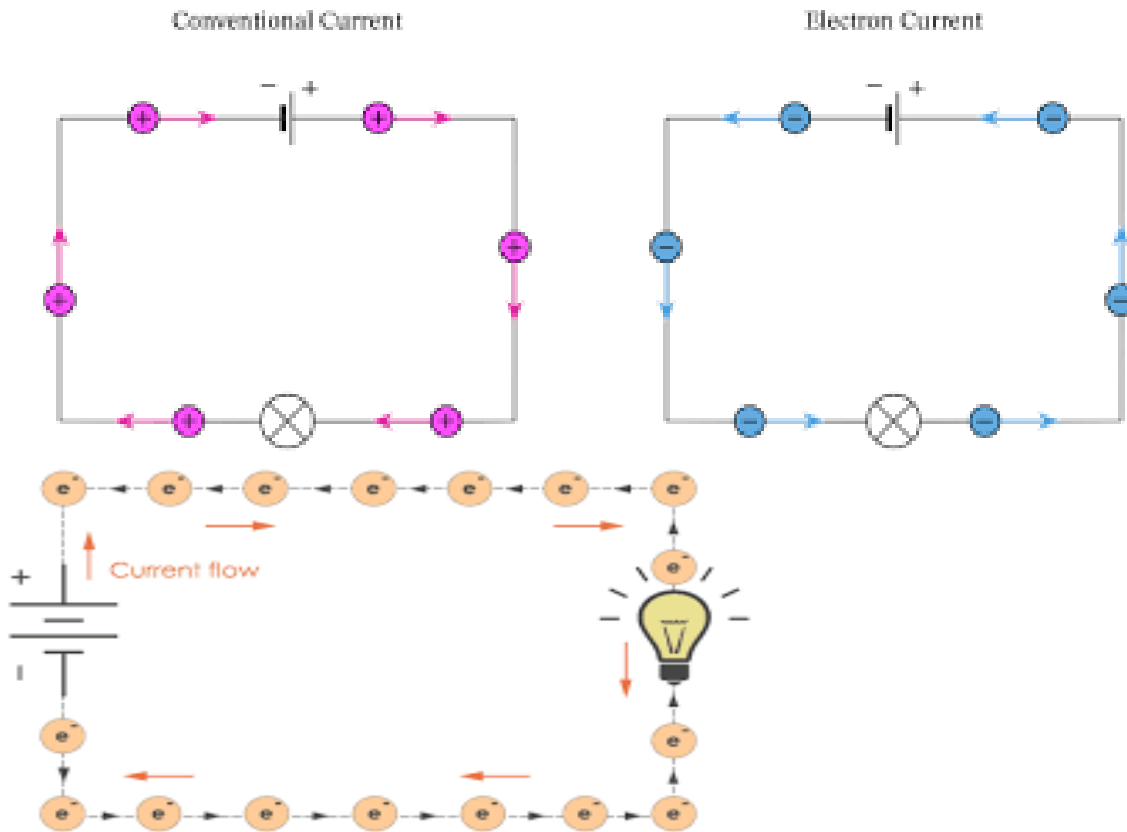 Conventional Current
Electron Current
− +
− +
+ + + + + +
− − − − − −
e⁻ e⁻ e⁻ e⁻ e⁻ e⁻ e⁻
Current flow
e⁻
+
−
e⁻ e⁻
e⁻ e⁻ e⁻ e⁻ e⁻ e⁻ e⁻